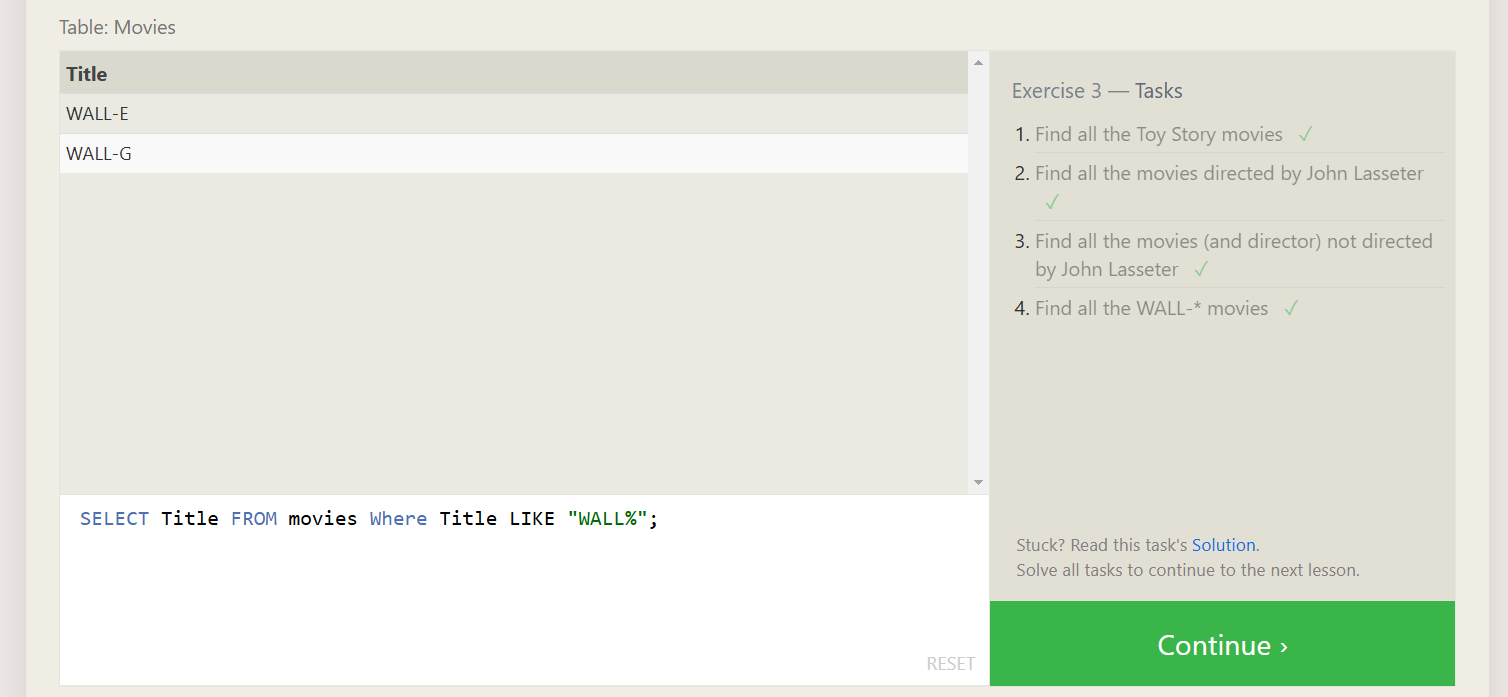 Table: Movies
Title
WALL-E
WALL-G
SELECT Title FROM movies Where Title LIKE "WALL%";
RESET
Exercise 3 — Tasks
1. Find all the Toy Story movies ✓
2. Find all the movies directed by John Lasseter
✓
3. Find all the movies (and director) not directed
by John Lasseter ✓
4. Find all the WALL-* movies ✓
Stuck? Read this task's Solution.
Solve all tasks to continue to the next lesson.
Continue ›